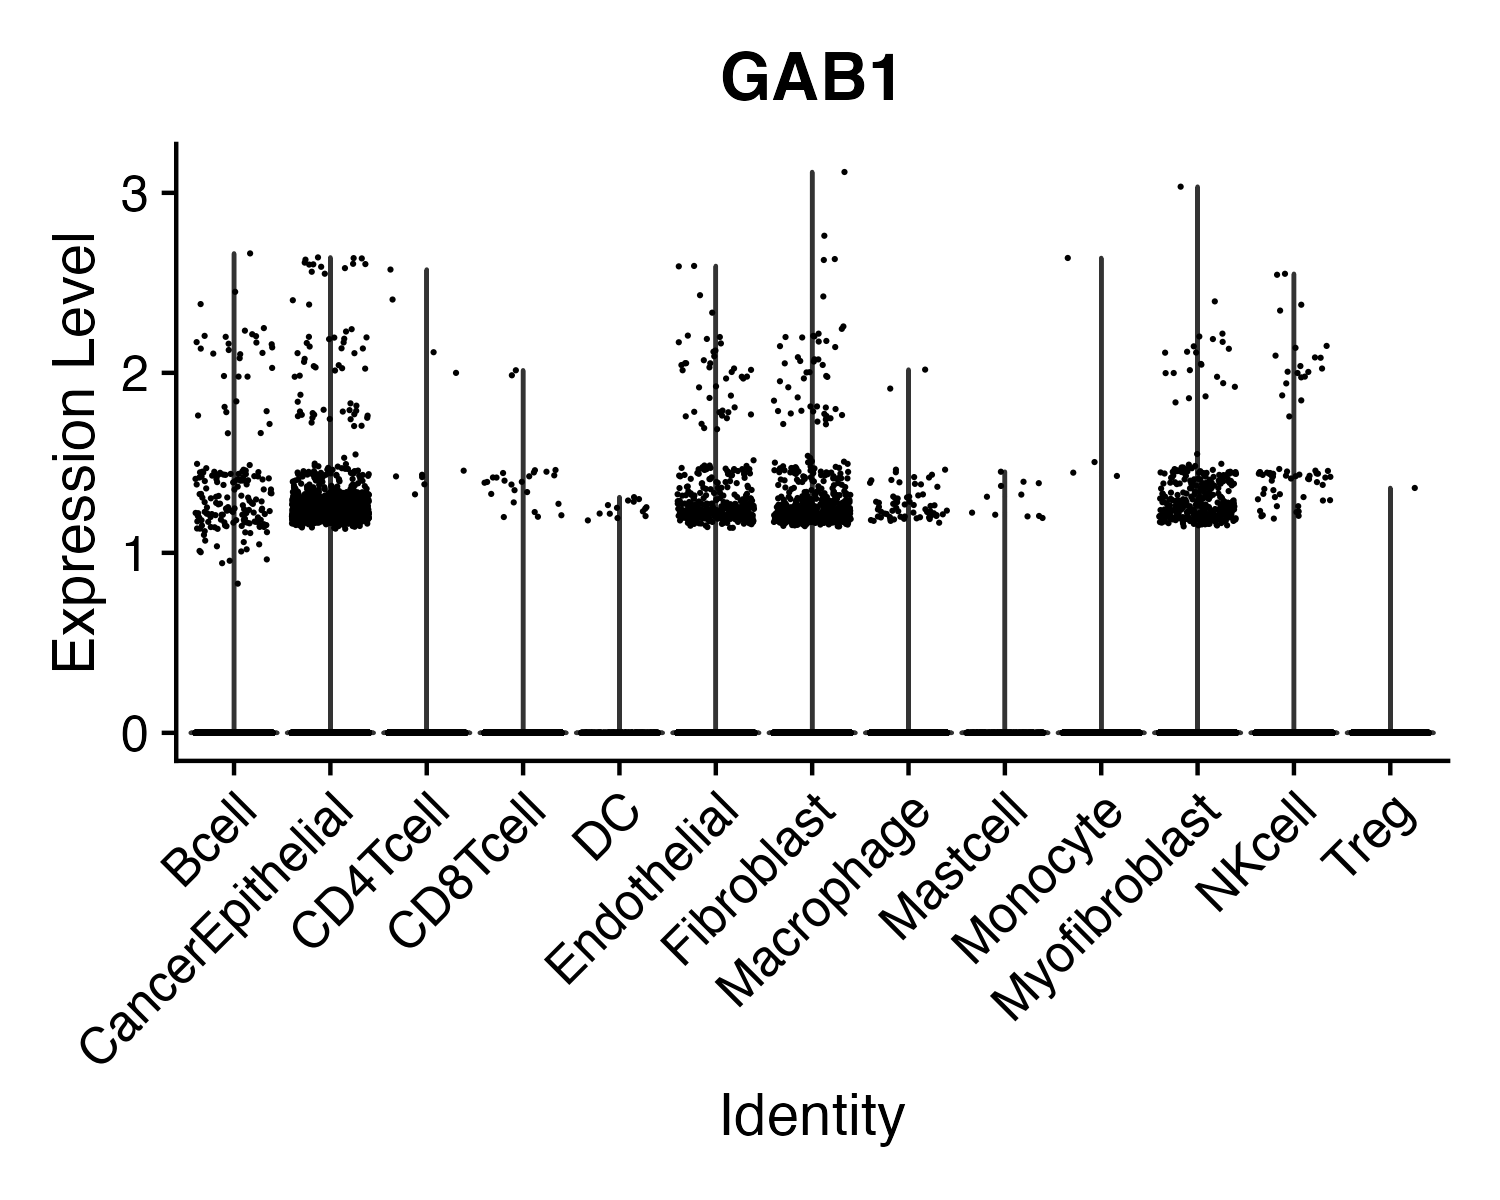 GAB1
Expression Level
3
2
1
0
Bcell
CancerEpithelial
CD4Tcell
CD8Tcell
DC
Endothelial
Fibroblast
Macrophage
Mastcell
Monocyte
Myofibroblast
NKcell
Treg
Identity